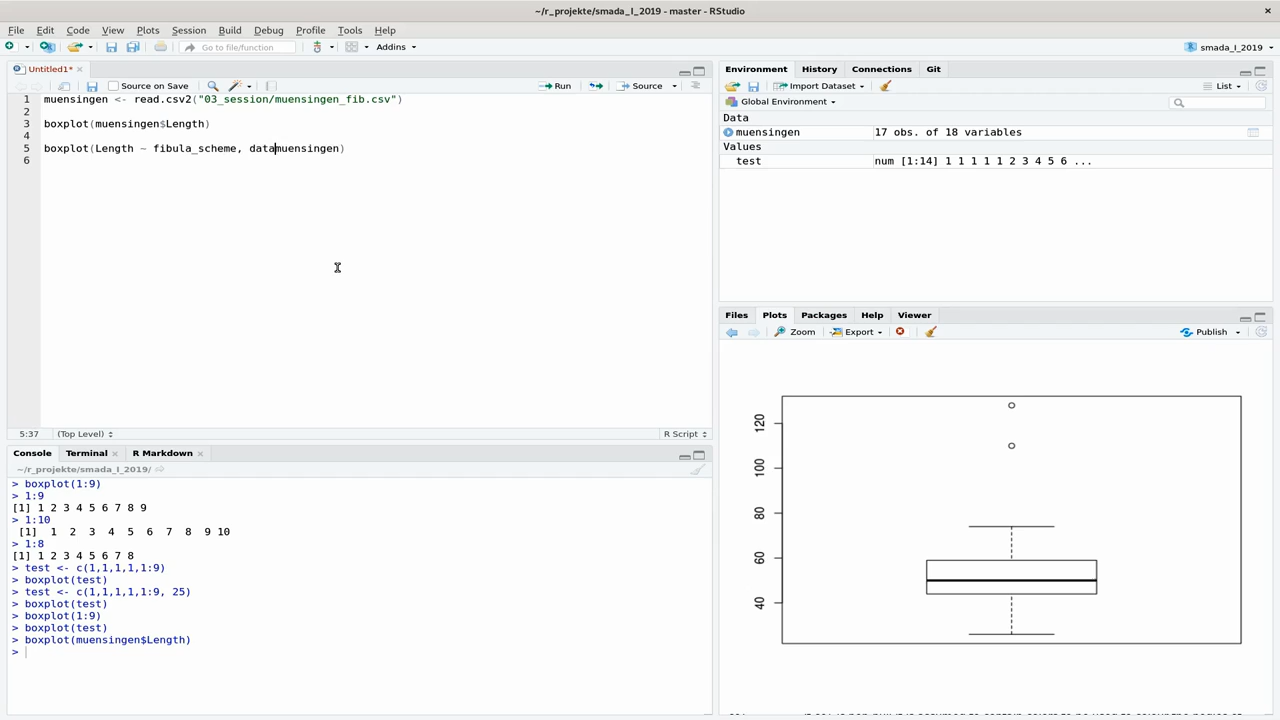 ~/r_projekte/smada_I_2019 - master - RStudio
File Edit Code View Plots Session Build Debug Profile Tools Help
Go to file/function Addins smada_I_2019
Untitled1*
Source on Save Run Source
1 muensingen <- read.csv2("03_session/muensingen_fib.csv")
2
3 boxplot(muensingen$Length)
4
5 boxplot(Length ~ fibula_scheme, datamuensingen)
6
5:37 (Top Level) R Script
Console Terminal R Markdown
~/r_projekte/smada_I_2019/
> boxplot(1:9)
> 1:9
[1] 1 2 3 4 5 6 7 8 9
> 1:10
[1] 1 2 3 4 5 6 7 8 9 10
> 1:8
[1] 1 2 3 4 5 6 7 8
> test <- c(1,1,1,1,1:9)
> boxplot(test)
> test <- c(1,1,1,1,1:9, 25)
> boxplot(test)
> boxplot(1:9)
> boxplot(test)
> boxplot(muensingen$Length)
>
Environment History Connections Git
Import Dataset List
Global Environment
Data
muensingen 17 obs. of 18 variables
Values
test num [1:14] 1 1 1 1 1 2 3 4 5 6 ...
Files Plots Packages Help Viewer
Zoom Export Publish
120
100
80
60
40